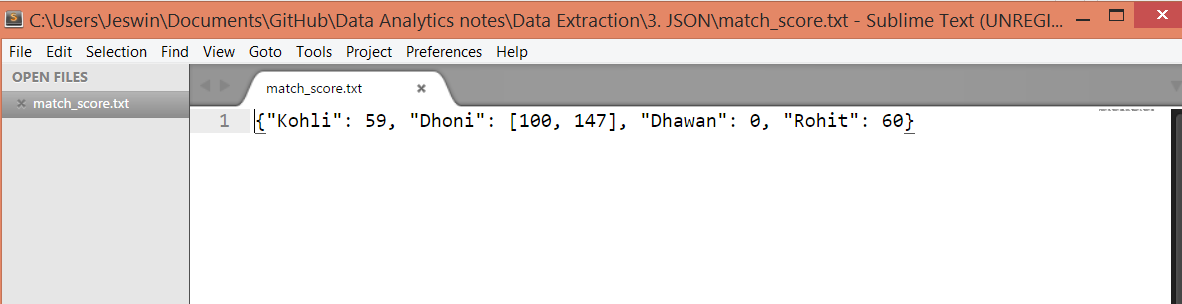 C:\Users\Jeswin\Documents\GitHub\Data Analytics notes\Data Extraction\3. JSON\match_score.txt - Sublime Text (UNREGI...
File Edit Selection Find View Goto Tools Project Preferences Help
OPEN FILES
match_score.txt
match_score.txt
1 {"Kohli": 59, "Dhoni": [100, 147], "Dhawan": 0, "Rohit": 60}